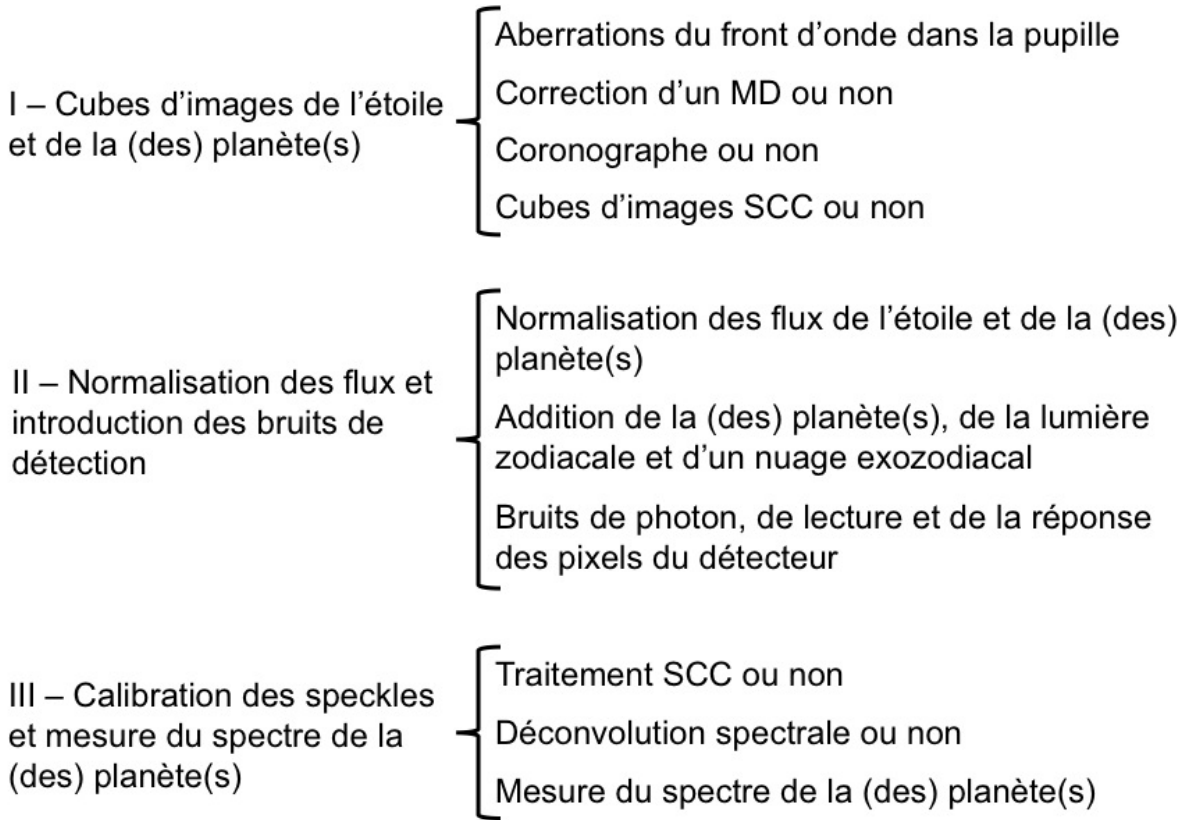 I – Cubes d’images de l’étoile
et de la (des) planète(s)
Aberrations du front d’onde dans la pupille
Correction d’un MD ou non
Coronographe ou non
Cubes d’images SCC ou non
II – Normalisation des flux et
introduction des bruits de
détection
Normalisation des flux de l’étoile et de la (des)
planète(s)
Addition de la (des) planète(s), de la lumière
zodiacale et d’un nuage exozodiacal
Bruits de photon, de lecture et de la réponse
des pixels du détecteur
III – Calibration des speckles
et mesure du spectre de la
(des) planète(s)
Traitement SCC ou non
Déconvolution spectrale ou non
Mesure du spectre de la (des) planète(s)